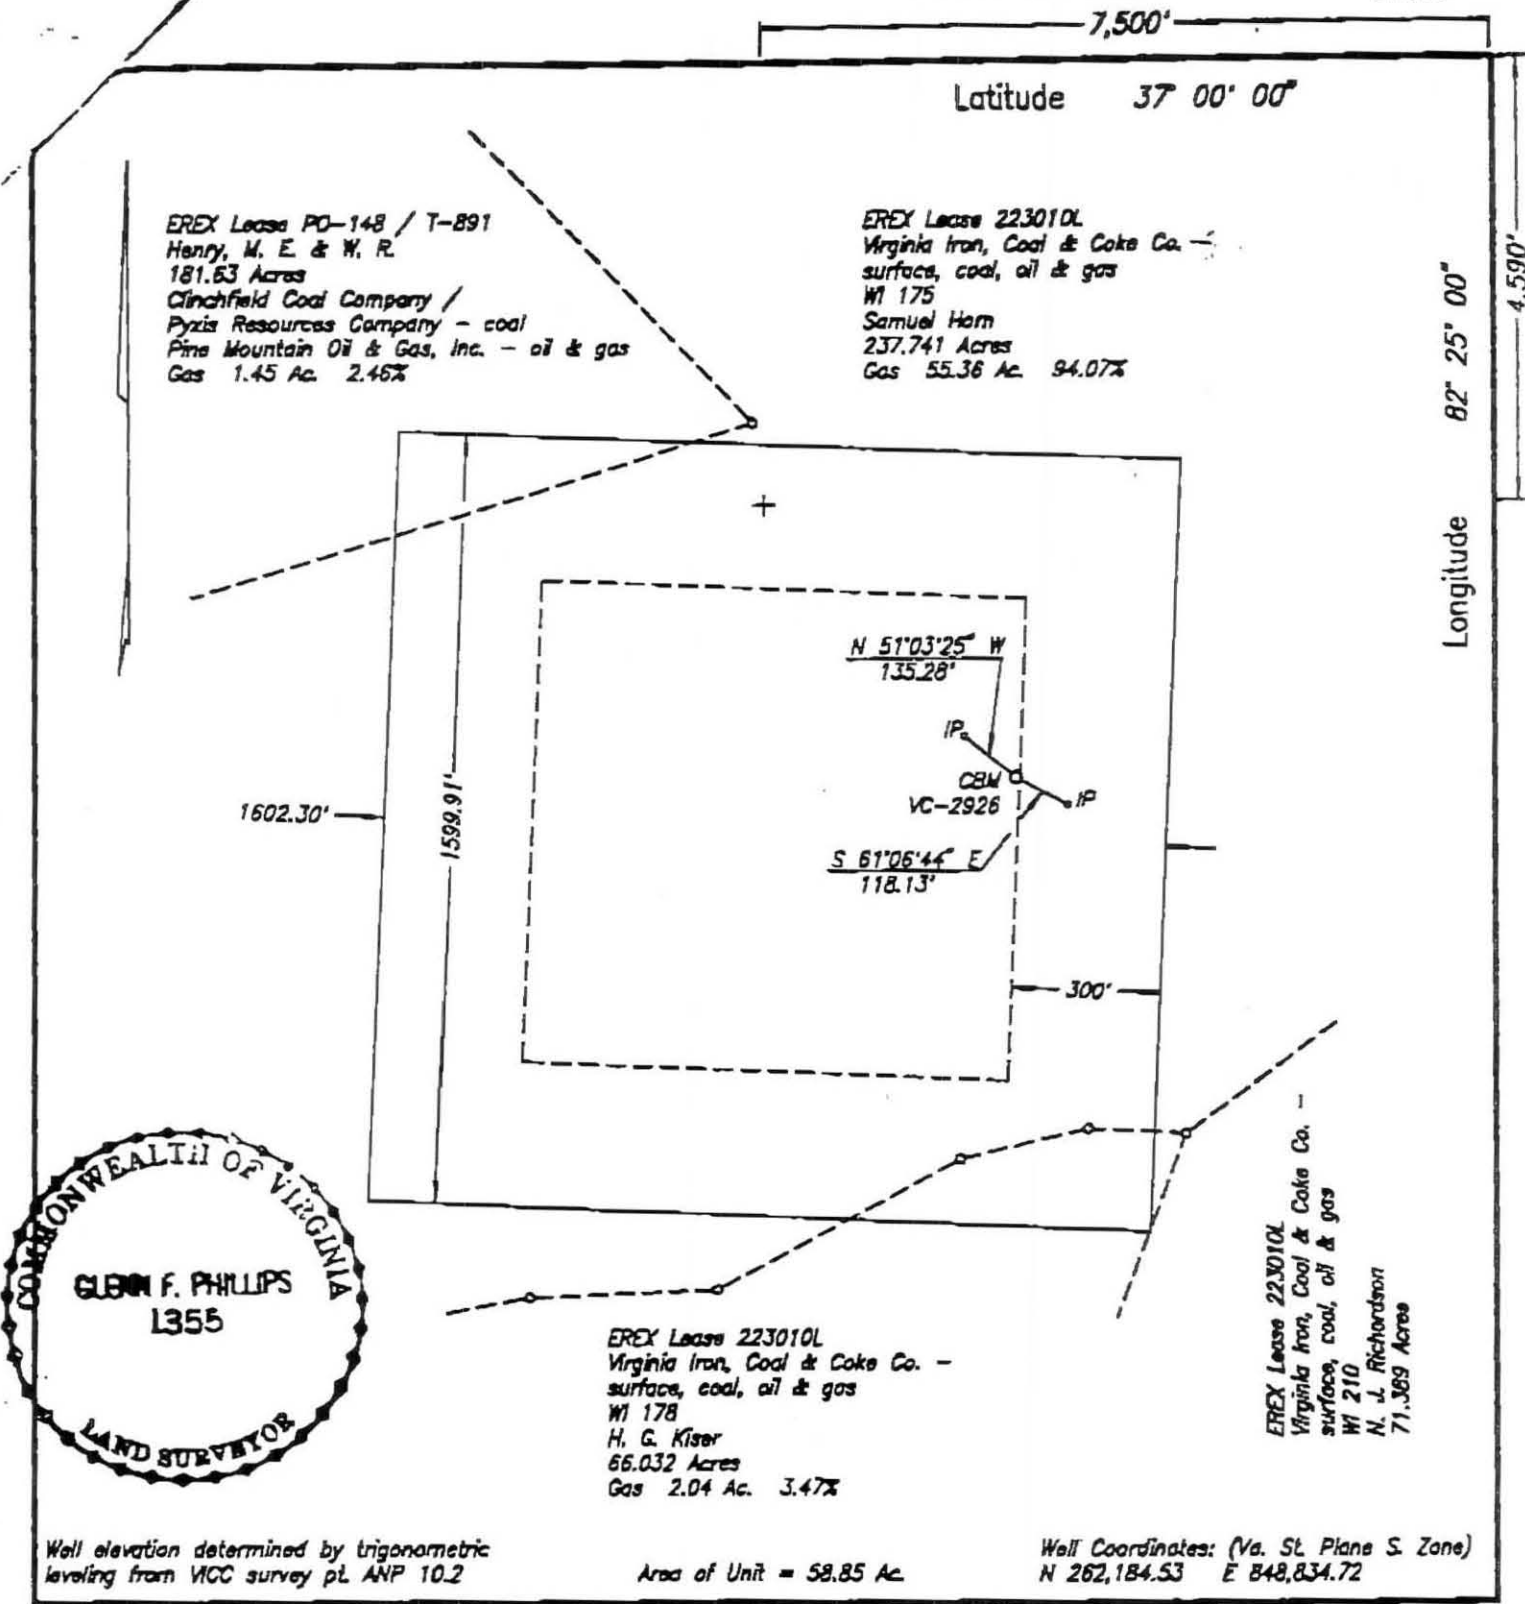 7,500'
Latitude 37° 00' 00"
4,590'
Longitude 82° 25' 00"
EREX Lease PO-148 / T-891
Henry, M. E. & W. R.
181.63 Acres
Clinchfield Coal Company /
Pyxis Resources Company - coal
Pine Mountain Oil & Gas, Inc. - oil & gas
Gas 1.45 Ac. 2.46%
EREX Lease 223010L
Virginia Iron, Coal & Coke Co. -
surface, coal, oil & gas
WI 175
Samuel Horn
237.741 Acres
Gas 55.36 Ac. 94.07%
N 51°03'25" W
135.28'
IP
CBM
VC-2926
IP
S 61°06'44" E
118.13'
1602.30'
1599.91'
300'
COMMONWEALTH OF VIRGINIA
GLENN F. PHILLIPS
1355
LAND SURVEYOR
EREX Lease 223010L
Virginia Iron, Coal & Coke Co. -
surface, coal, oil & gas
WI 178
H. G. Kiser
66.032 Acres
Gas 2.04 Ac. 3.47%
EREX Lease 223010L
Virginia Iron, Coal & Coke Co. -
surface, coal, oil & gas
WI 210
N. J. Richardson
71.389 Acres
Well elevation determined by trigonometric
leveling from VICC survey pt. ANP 10.2
Area of Unit = 58.85 Ac.
Well Coordinates: (Va. St. Plane S. Zone)
N 262,184.53 E 848,834.72